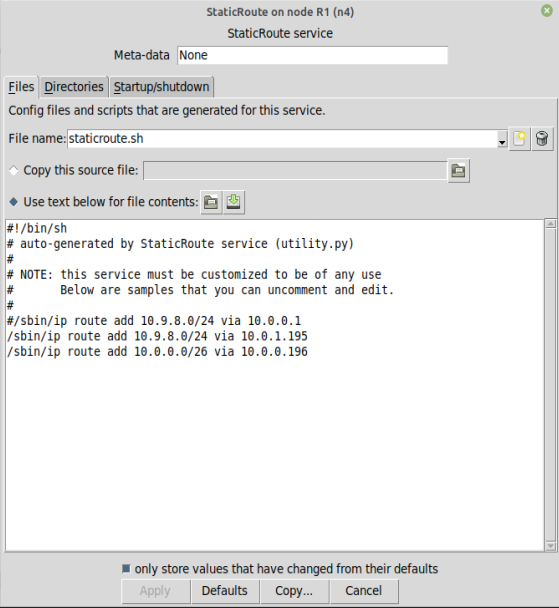 StaticRoute on node R1 (n4)
StaticRoute service
Meta-data None
Files Directories Startup/shutdown
Config files and scripts that are generated for this service.
File name: staticroute.sh
Copy this source file:
Use text below for file contents:
#!/bin/sh
# auto-generated by StaticRoute service (utility.py)
#
# NOTE: this service must be customized to be of any use
#       Below are samples that you can uncomment and edit.
#
#/sbin/ip route add 10.9.8.0/24 via 10.0.0.1
/sbin/ip route add 10.9.8.0/24 via 10.0.1.195
/sbin/ip route add 10.0.0.0/26 via 10.0.0.196
only store values that have changed from their defaults
Apply Defaults Copy... Cancel